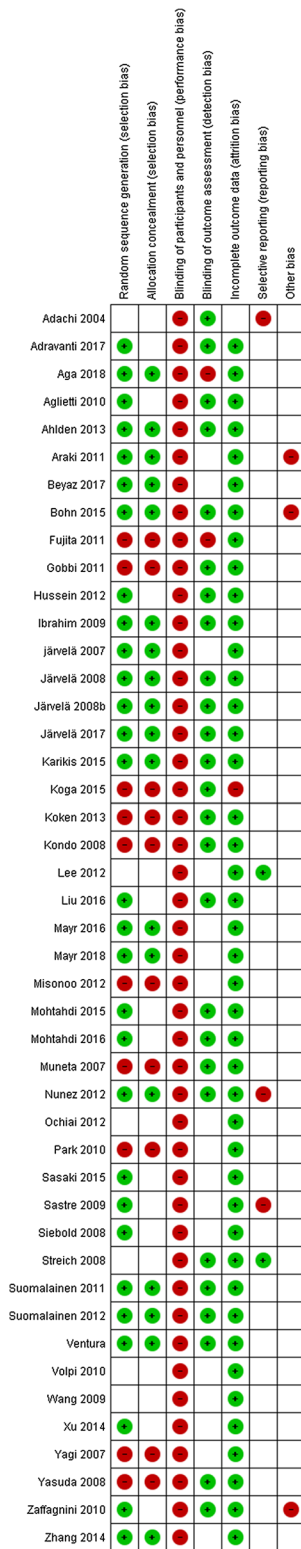 Random sequence generation (selection bias)
Allocation concealment (selection bias)
Blinding of participants and personnel (performance bias)
Blinding of outcome assessment (detection bias)
Incomplete outcome data (attrition bias)
Selective reporting (reporting bias)
Other bias
Adachi 2004 - + -
Adravanti 2017 + - + +
Aga 2018 + + - - +
Aglietti 2010 + - + +
Ahlden 2013 + + - + +
Araki 2011 + + - + -
Beyaz 2017 + + - +
Bohn 2015 + + - + + -
Fujita 2011 - - - - +
Gobbi 2011 - - - + +
Hussein 2012 + - + +
Ibrahim 2009 + + - + +
järvelä 2007 + + - +
Järvelä 2008 + + - + +
Järvelä 2008b + + - + +
Järvelä 2017 + + - + +
Karikis 2015 + + - + +
Koga 2015 - - - + -
Koken 2013 - - - + +
Kondo 2008 - - - + +
Lee 2012 - + +
Liu 2016 + - + +
Mayr 2016 + + - +
Mayr 2018 + + - +
Misonoo 2012 - - - +
Mohtahdi 2015 + - + +
Mohtahdi 2016 + - + +
Muneta 2007 - - - + +
Nunez 2012 + + - + + -
Ochiai 2012 - +
Park 2010 - - - +
Sasaki 2015 + - +
Sastre 2009 + - + -
Siebold 2008 + - +
Streich 2008 - + + +
Suomalainen 2011 + + - + +
Suomalainen 2012 + + - + +
Ventura + + - + +
Volpi 2010 - +
Wang 2009 - +
Xu 2014 + - +
Yagi 2007 - - - +
Yasuda 2008 - - - + +
Zaffagnini 2010 + - + + -
Zhang 2014 + + - +